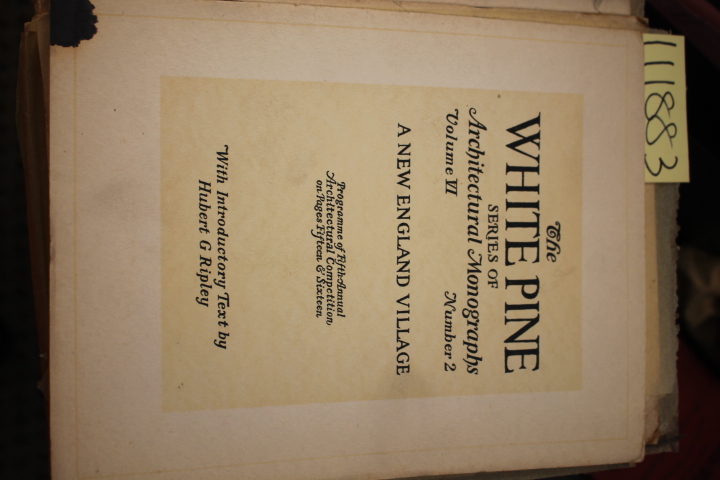 The
WHITE PINE
SERIES OF
Architectural Monographs
Volume VI Number 2
A NEW ENGLAND VILLAGE
Programme of Fifth Annual
Architectural Competition
on Pages Fifteen & Sixteen
With Introductory Text by
Hubert G Ripley
111883